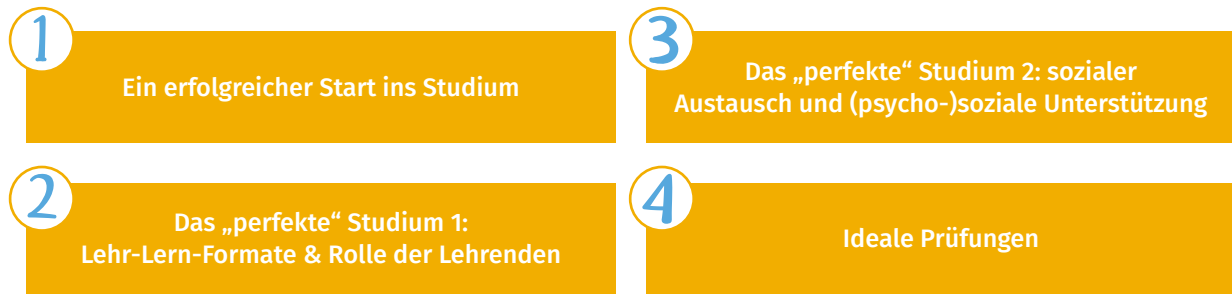 1
Ein erfolgreicher Start ins Studium
2
Das „perfekte“ Studium 1:
Lehr-Lern-Formate & Rolle der Lehrenden
3
Das „perfekte“ Studium 2: sozialer
Austausch und (psycho-)soziale Unterstützung
4
Ideale Prüfungen